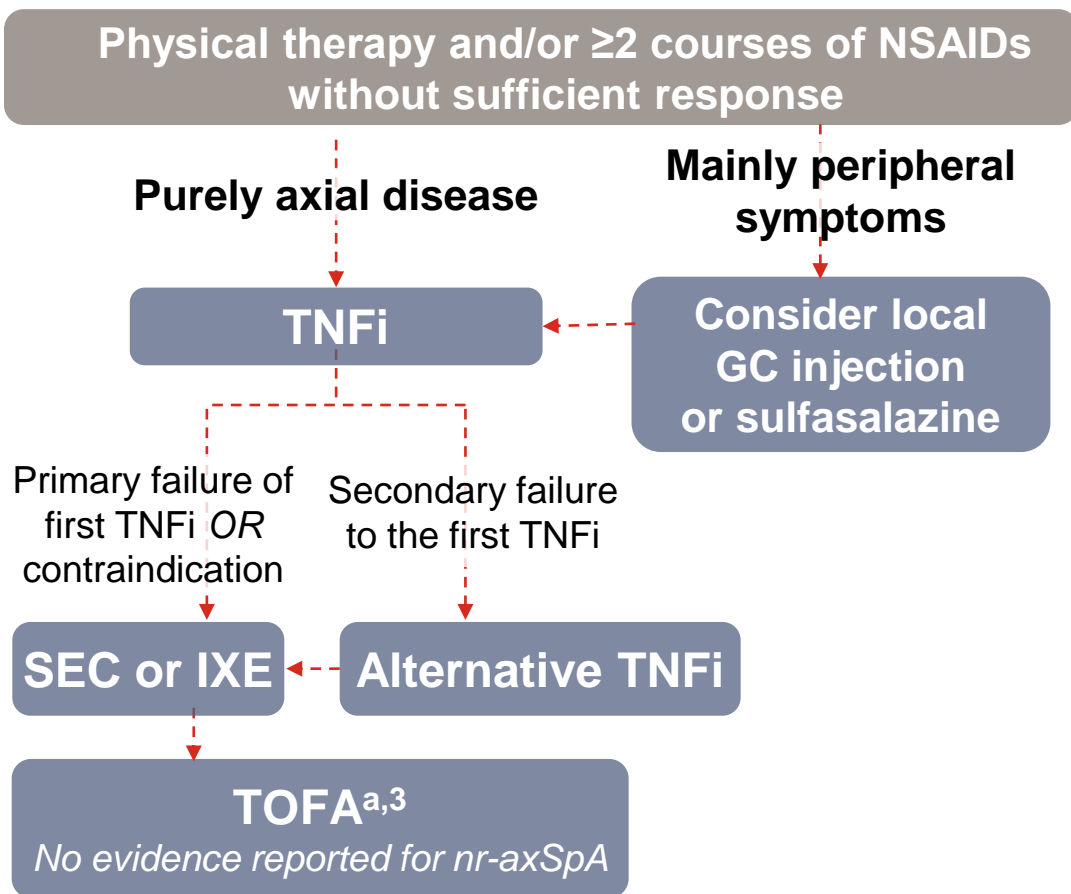 Physical therapy and/or ≥2 courses of NSAIDs
without sufficient response
Purely axial disease
Mainly peripheral
symptoms
TNFi
Consider local
GC injection
or sulfasalazine
Primary failure of
first TNFi OR
contraindication
Secondary failure
to the first TNFi
SEC or IXE
Alternative TNFi
TOFAa,3
No evidence reported for nr-axSpA